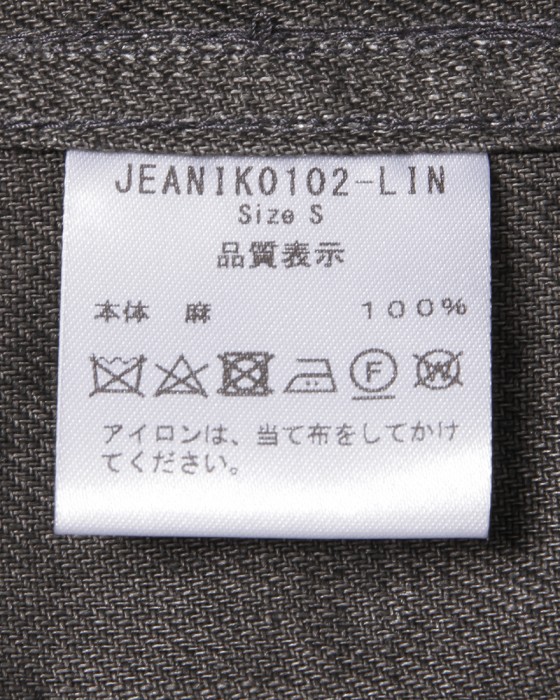 JEANIK0102-LIN
Size S
品質表示
本体 麻 100%
F W
アイロンは、当て布をしてかけ
てください。